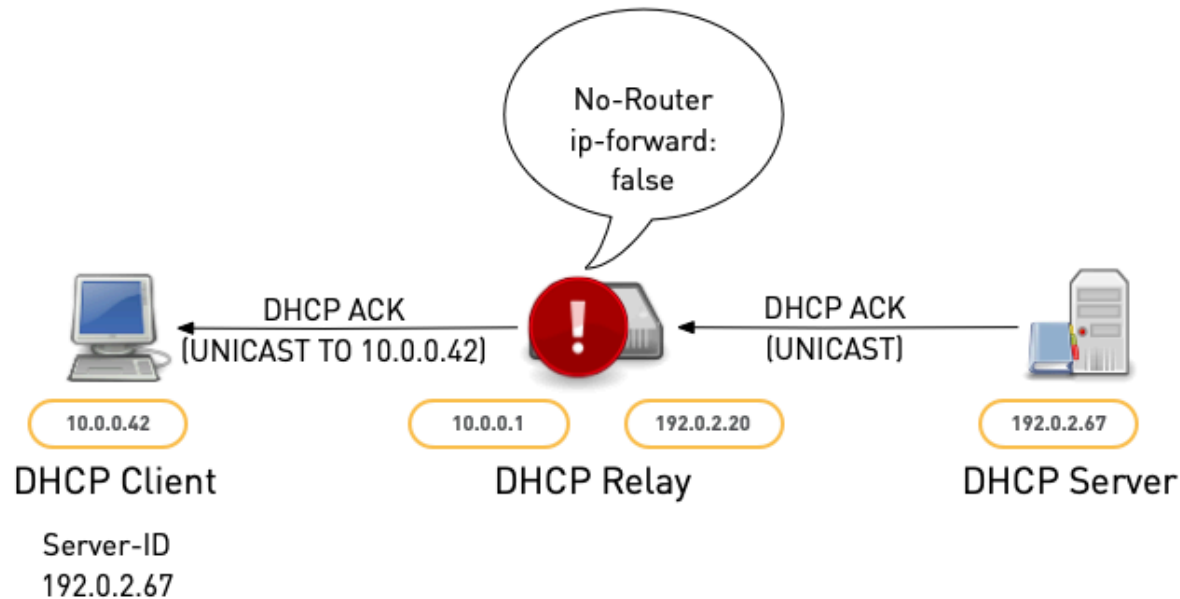 No-Router
ip-forward:
false
DHCP ACK
(UNICAST TO 10.0.0.42)
DHCP ACK
(UNICAST)
10.0.0.42
10.0.0.1
192.0.2.20
192.0.2.67
DHCP Client
DHCP Relay
DHCP Server
Server-ID
192.0.2.67